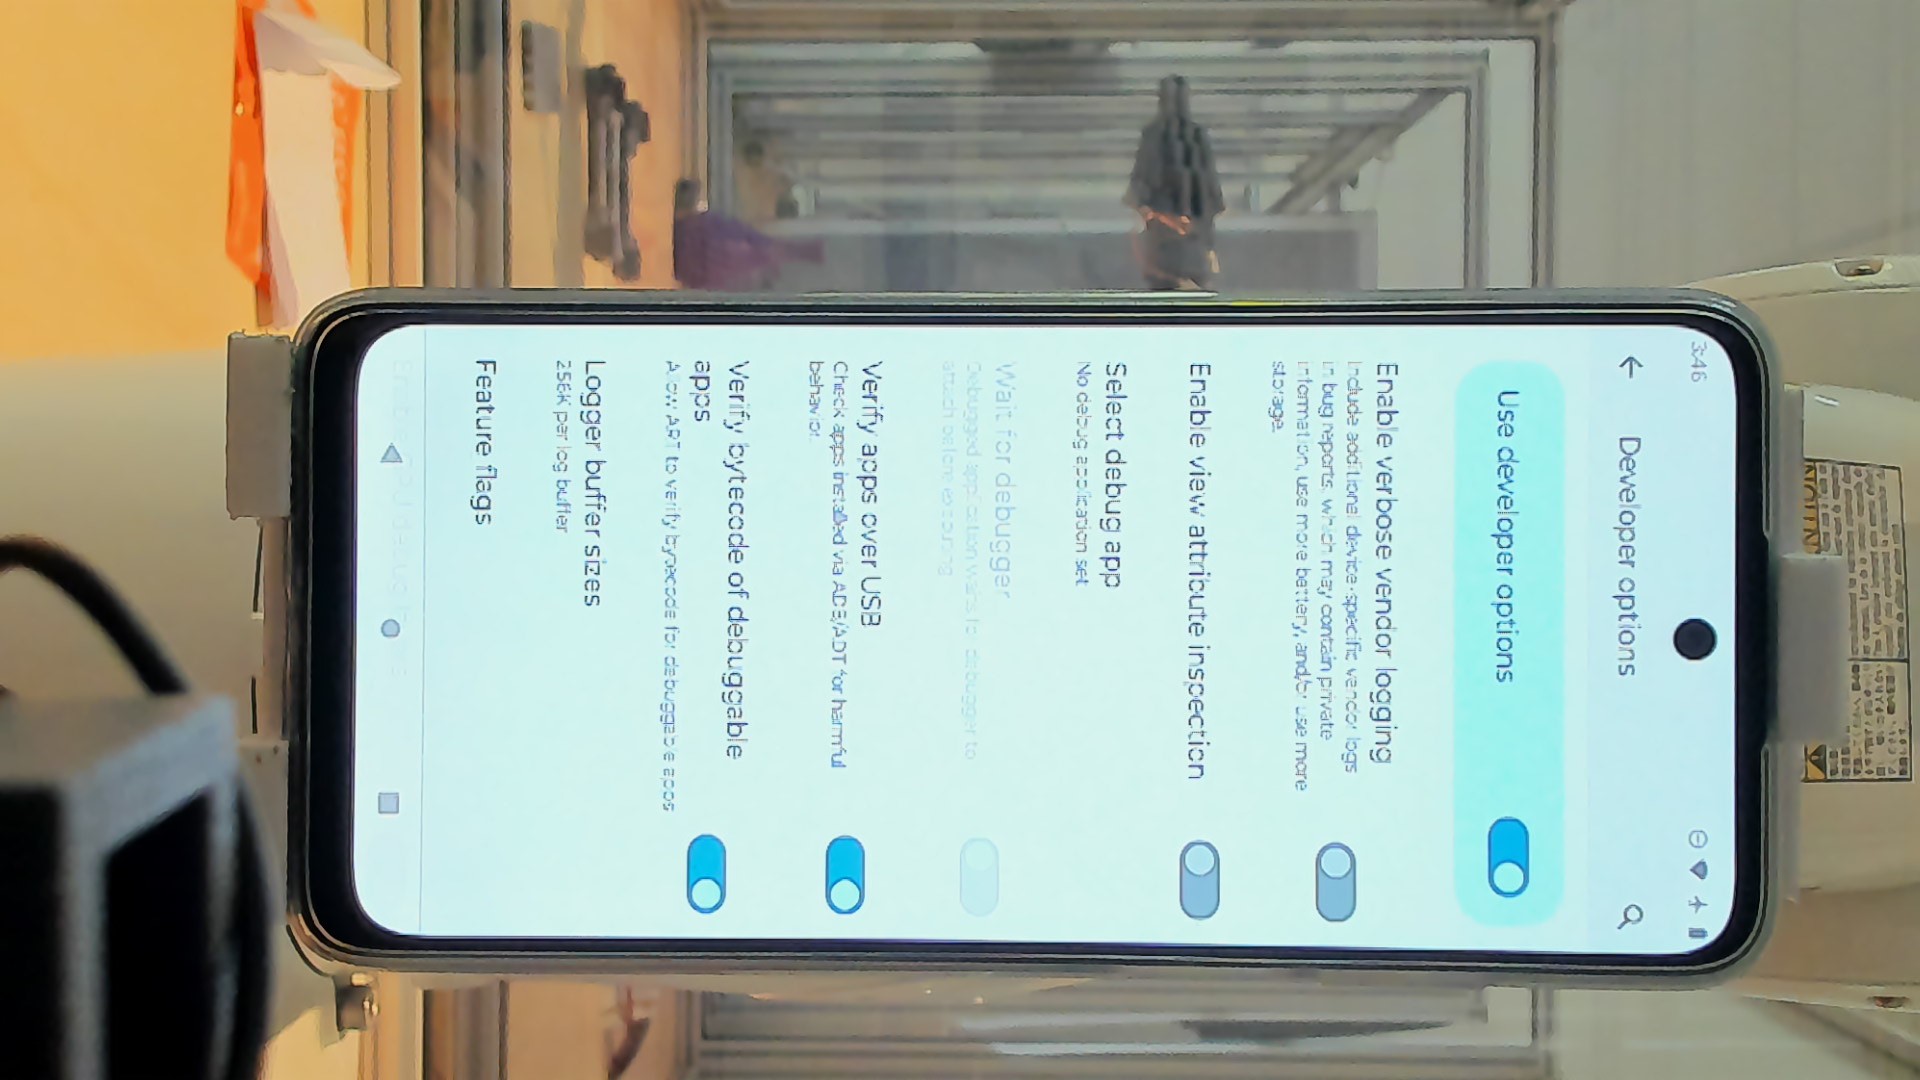 3:46
Developer options
Use developer options
Enable verbose vendor logging
Include additional device-specific vendor logs
in bug reports, which may contain private
information, use more battery, and/or use more
storage.
Enable view attribute inspection
Select debug app
No debug application set
Wait for debugger
Debugged application waits for debugger to
attach before executing
Verify apps over USB
Check apps installed via ADB/ADT for harmful
behavior.
Verify bytecode of debuggable
apps
Allow ART to verify bytecode for debuggable apps
Logger buffer sizes
256K per log buffer
Feature flags